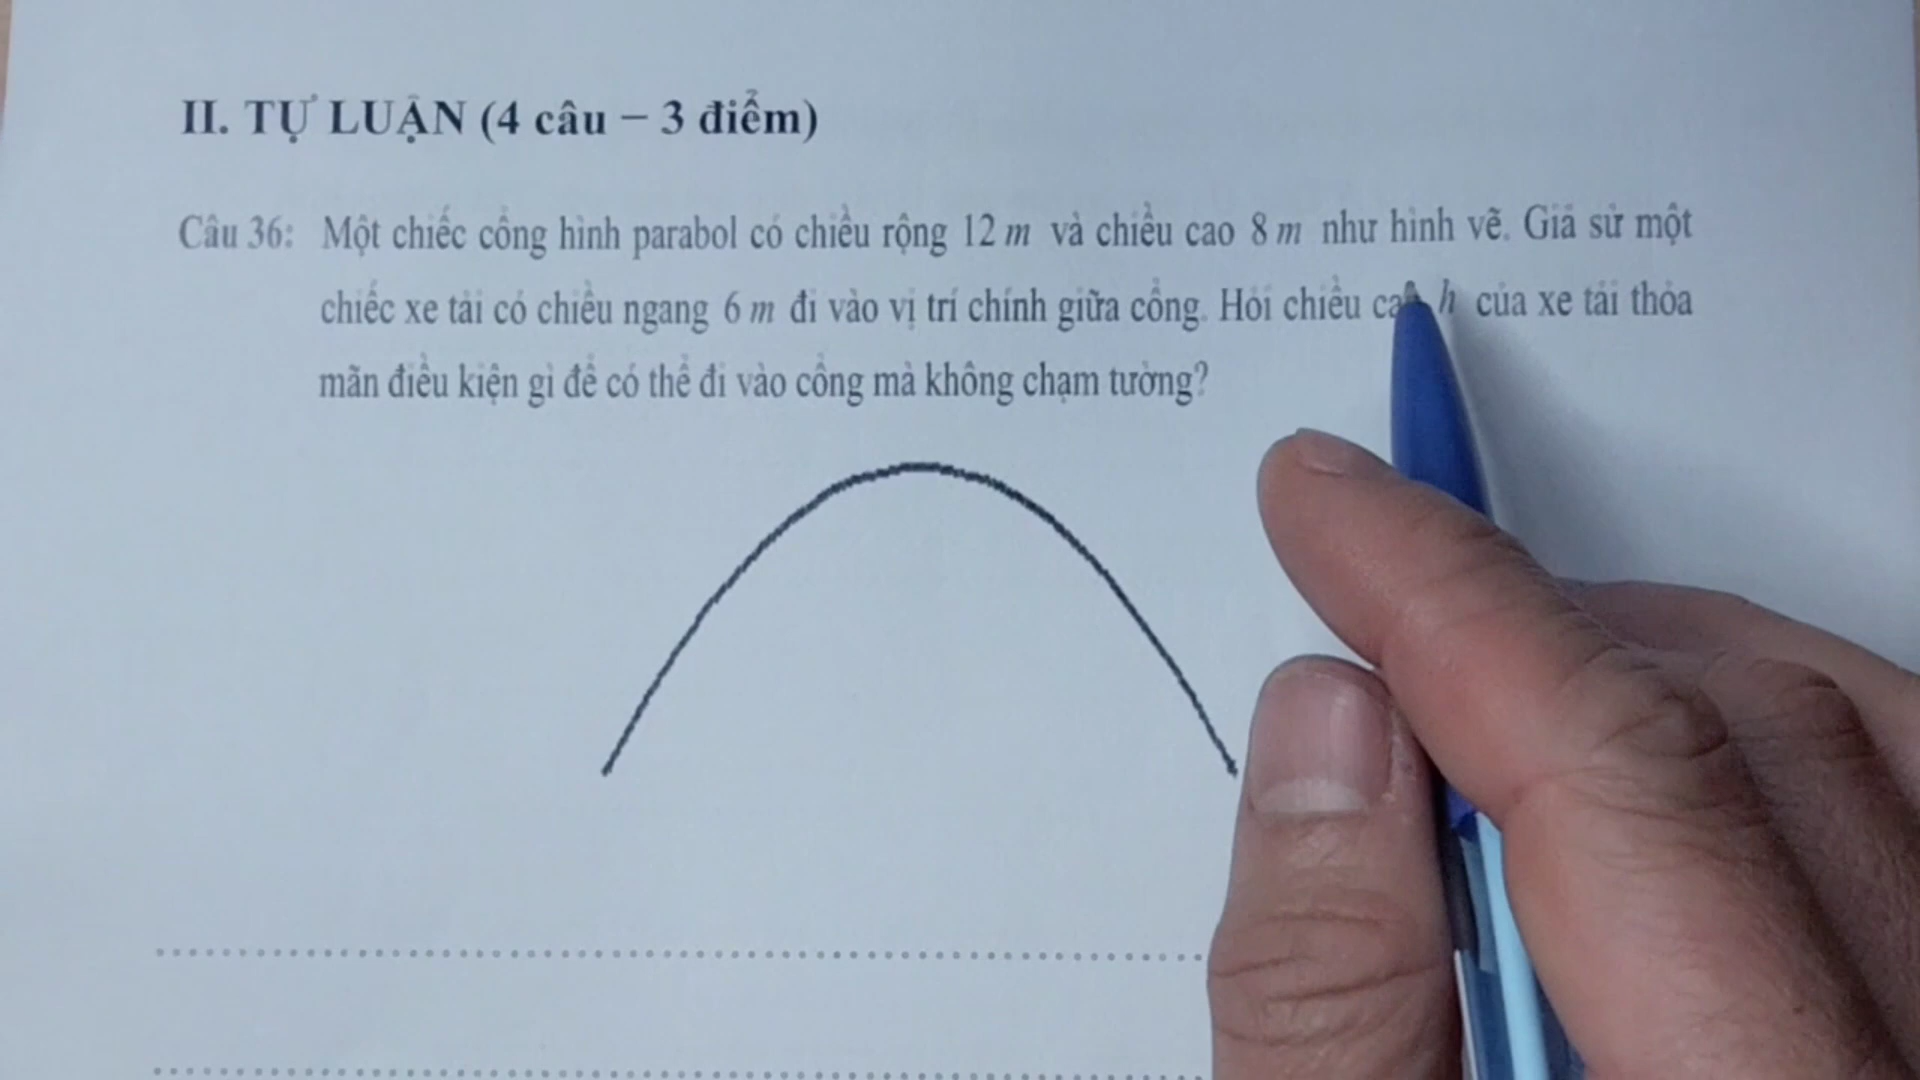 II. TỰ LUẬN (4 câu – 3 điểm)
Câu 36: Một chiếc cổng hình parabol có chiều rộng 12 m và chiều cao 8 m như hình vẽ. Giả sử một
chiếc xe tải có chiều ngang 6 m đi vào vị trí chính giữa cổng. Hỏi chiều cao h của xe tải thỏa
mãn điều kiện gì để có thể đi vào cổng mà không chạm tường?